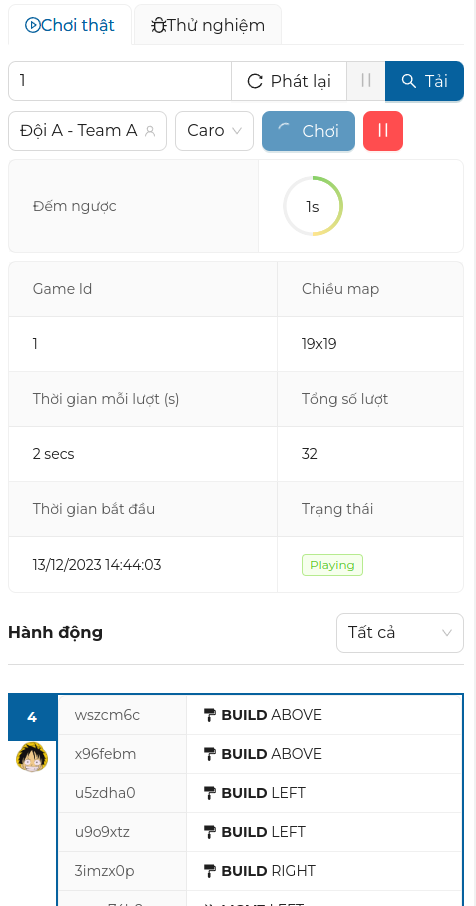 Chơi thật
Thử nghiệm
1
Phát lại
Tải
Đội A - Team A
Caro
Chơi
Đếm ngược
1s
Game Id
Chiều map
1
19x19
Thời gian mỗi lượt (s)
Tổng số lượt
2 secs
32
Thời gian bắt đầu
Trạng thái
13/12/2023 14:44:03
Playing
Hành động
Tất cả
4
wszcm6c
BUILD ABOVE
x96febm
BUILD ABOVE
u5zdha0
BUILD LEFT
u9o9xtz
BUILD LEFT
3imzx0p
BUILD RIGHT